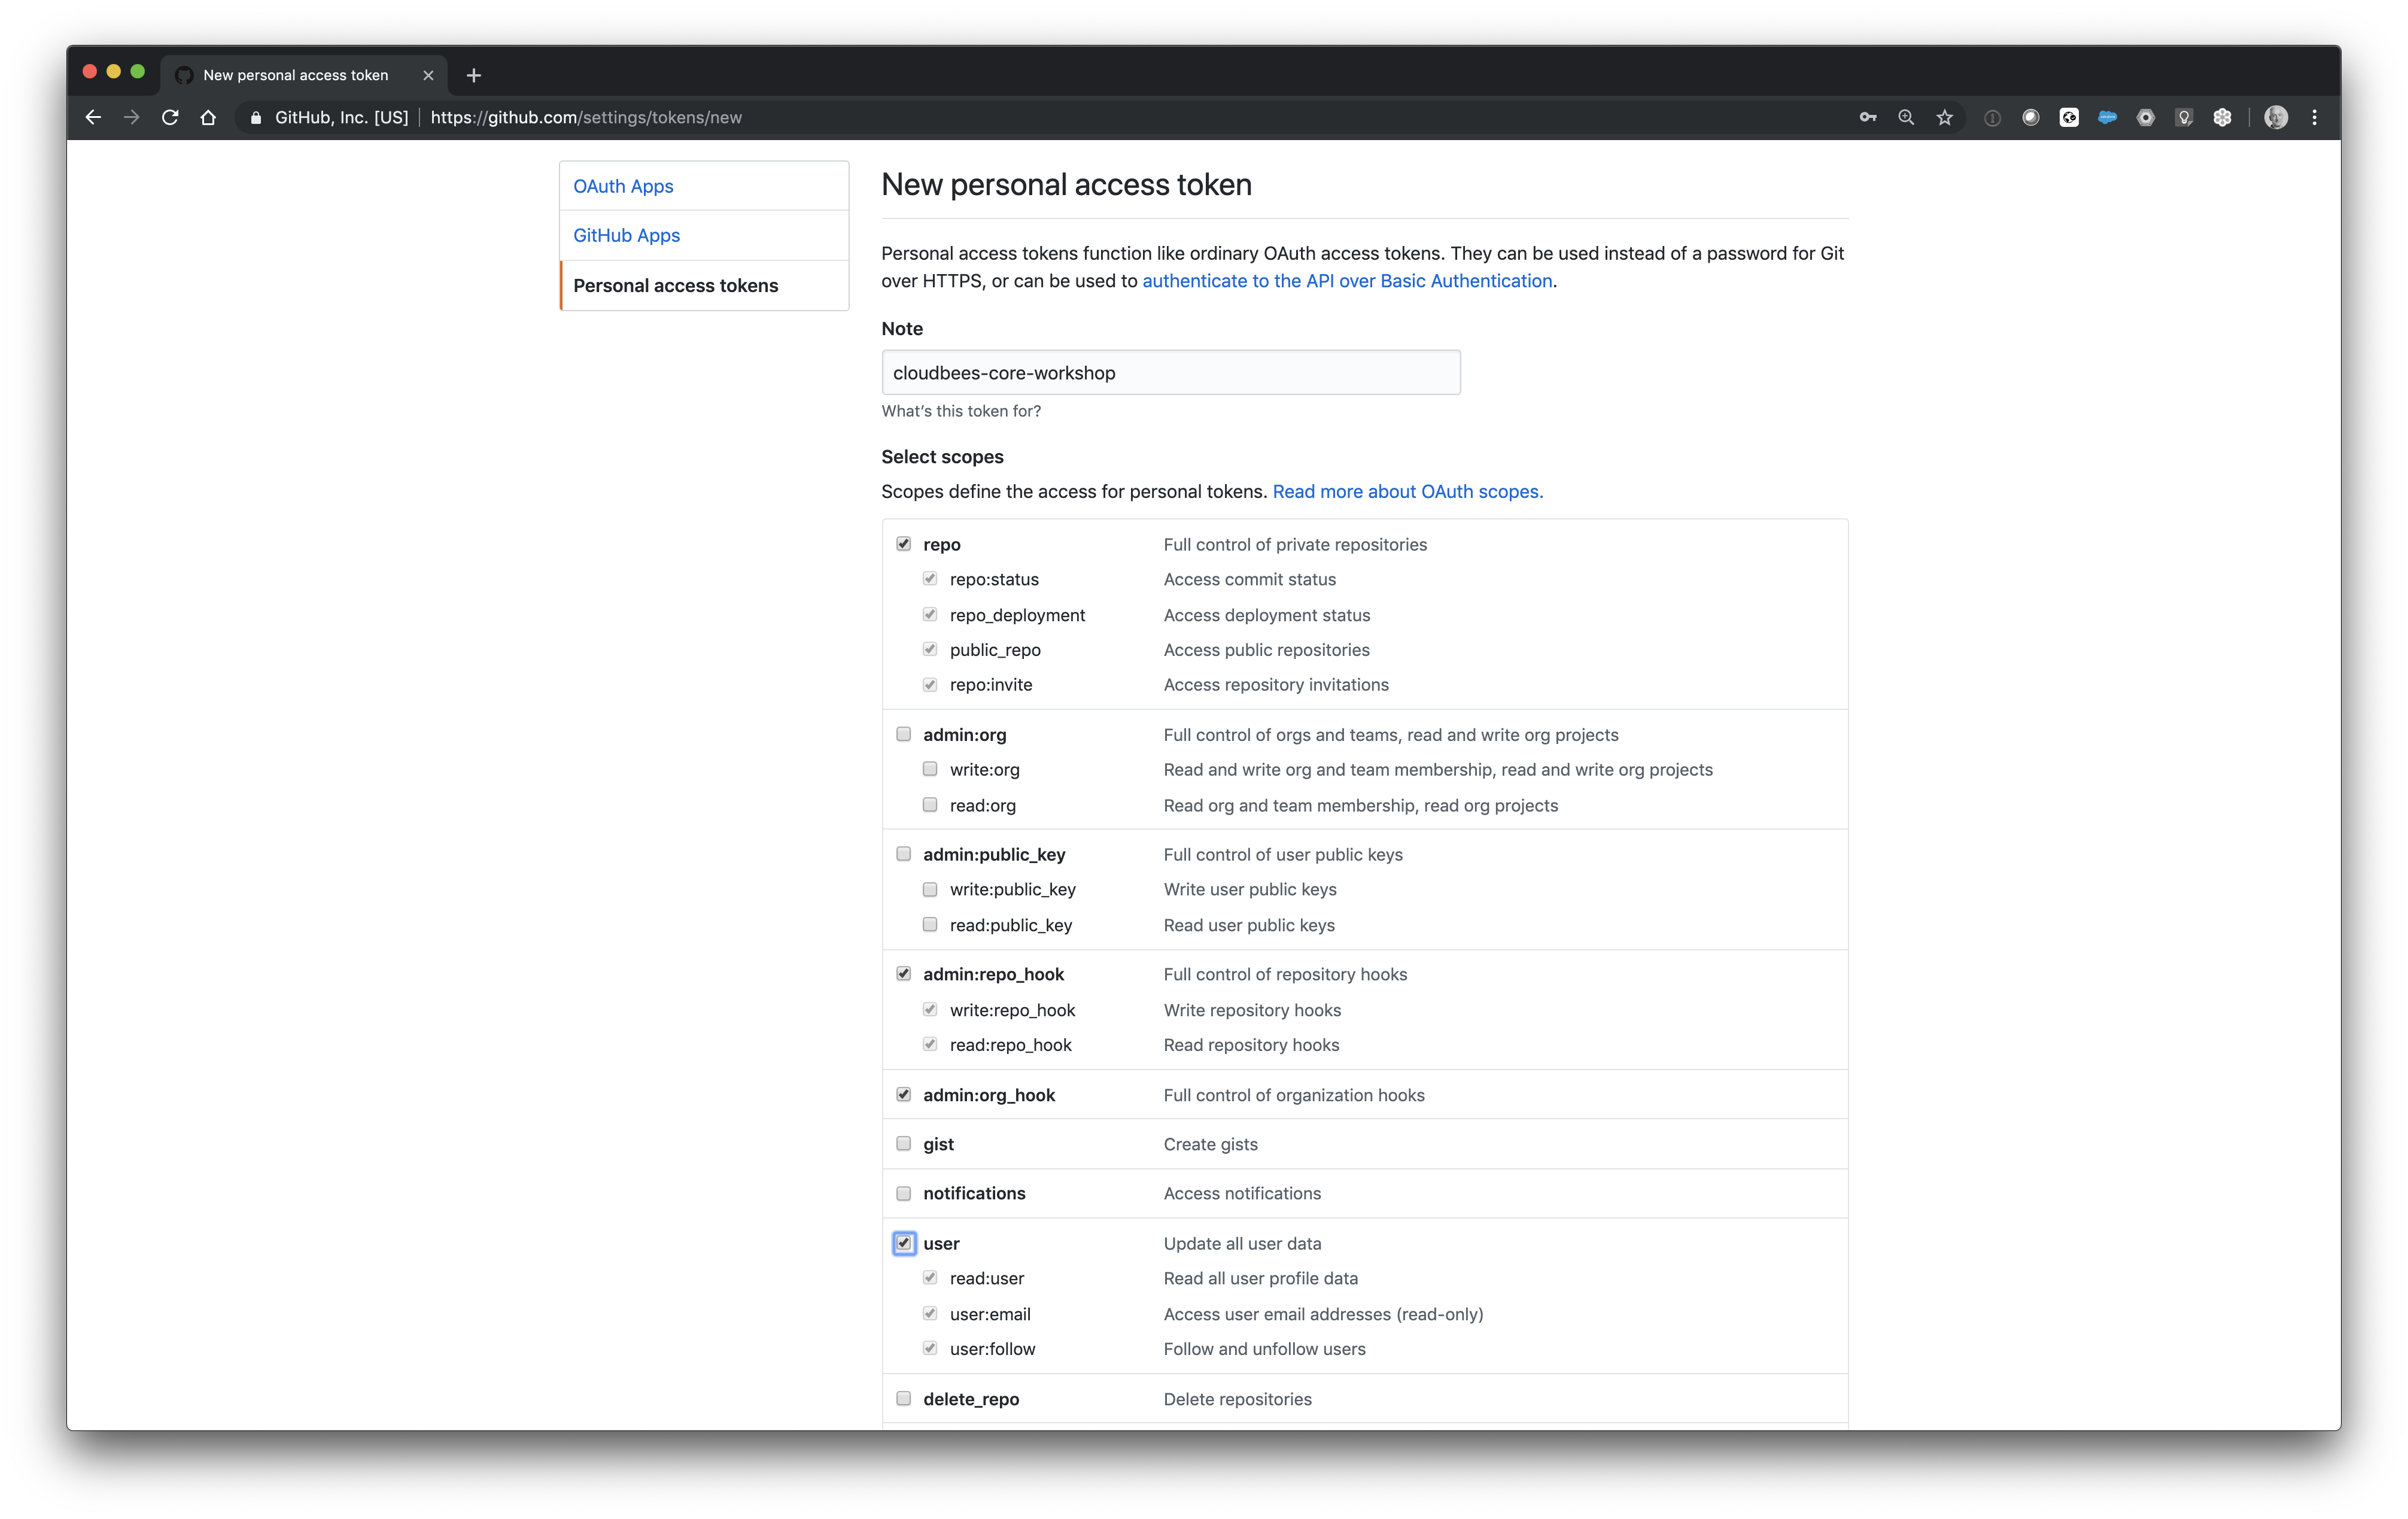 New personal access token
GitHub, Inc. [US] https://github.com/settings/tokens/new
OAuth Apps
GitHub Apps
Personal access tokens
New personal access token
Personal access tokens function like ordinary OAuth access tokens. They can be used instead of a password for Git
over HTTPS, or can be used to authenticate to the API over Basic Authentication.
Note
cloudbees-core-workshop
What’s this token for?
Select scopes
Scopes define the access for personal tokens. Read more about OAuth scopes.
repo Full control of private repositories
repo:status Access commit status
repo_deployment Access deployment status
public_repo Access public repositories
repo:invite Access repository invitations
admin:org Full control of orgs and teams, read and write org projects
write:org Read and write org and team membership, read and write org projects
read:org Read org and team membership, read org projects
admin:public_key Full control of user public keys
write:public_key Write user public keys
read:public_key Read user public keys
admin:repo_hook Full control of repository hooks
write:repo_hook Write repository hooks
read:repo_hook Read repository hooks
admin:org_hook Full control of organization hooks
gist Create gists
notifications Access notifications
user Update all user data
read:user Read all user profile data
user:email Access user email addresses (read-only)
user:follow Follow and unfollow users
delete_repo Delete repositories